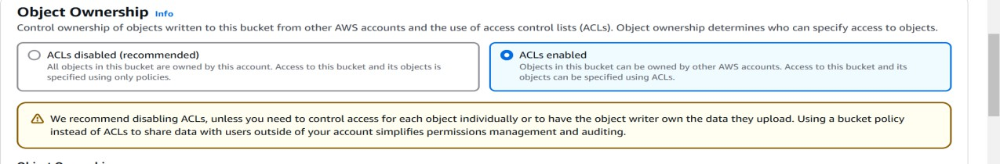 Object Ownership Info
Control ownership of objects written to this bucket from other AWS accounts and the use of access control lists (ACLs). Object ownership determines who can specify access to objects.
ACLs disabled (recommended)
All objects in this bucket are owned by this account. Access to this bucket and its objects is
specified using only policies.
ACLs enabled
Objects in this bucket can be owned by other AWS accounts. Access to this bucket and its
objects can be specified using ACLs.
We recommend disabling ACLs, unless you need to control access for each object individually or to have the object writer own the data they upload. Using a bucket policy
instead of ACLs to share data with users outside of your account simplifies permissions management and auditing.